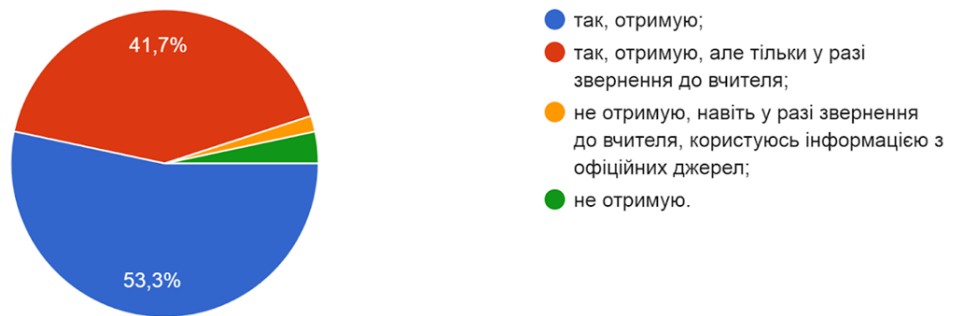 41,7%
53,3%
так, отримую;
так, отримую, але тільки у разі
звернення до вчителя;
не отримую, навіть у разі звернення
до вчителя, користуюсь інформацією з
офіційних джерел;
не отримую.